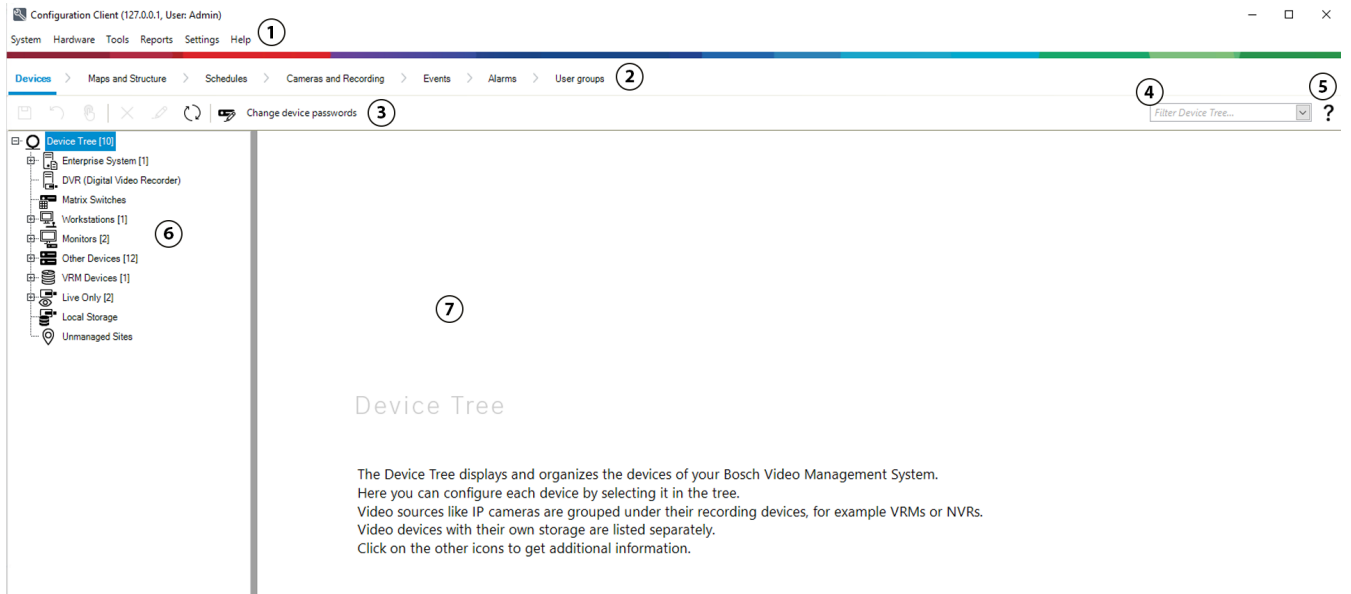 Configuration Client (127.0.0.1, User: Admin)
System Hardware Tools Reports Settings Help 1
Devices > Maps and Structure > Schedules > Cameras and Recording > Events > Alarms > User groups 2
4 5
Change device passwords 3 Filter Device Tree... ?
Device Tree [10]
Enterprise System [1]
DVR (Digital Video Recorder)
Matrix Switches
Workstations [1]
6
Monitors [2]
Other Devices [12]
VRM Devices [1]
Live Only [2]
7
Local Storage
Unmanaged Sites
Device Tree
The Device Tree displays and organizes the devices of your Bosch Video Management System.
Here you can configure each device by selecting it in the tree.
Video sources like IP cameras are grouped under their recording devices, for example VRMs or NVRs.
Video devices with their own storage are listed separately.
Click on the other icons to get additional information.